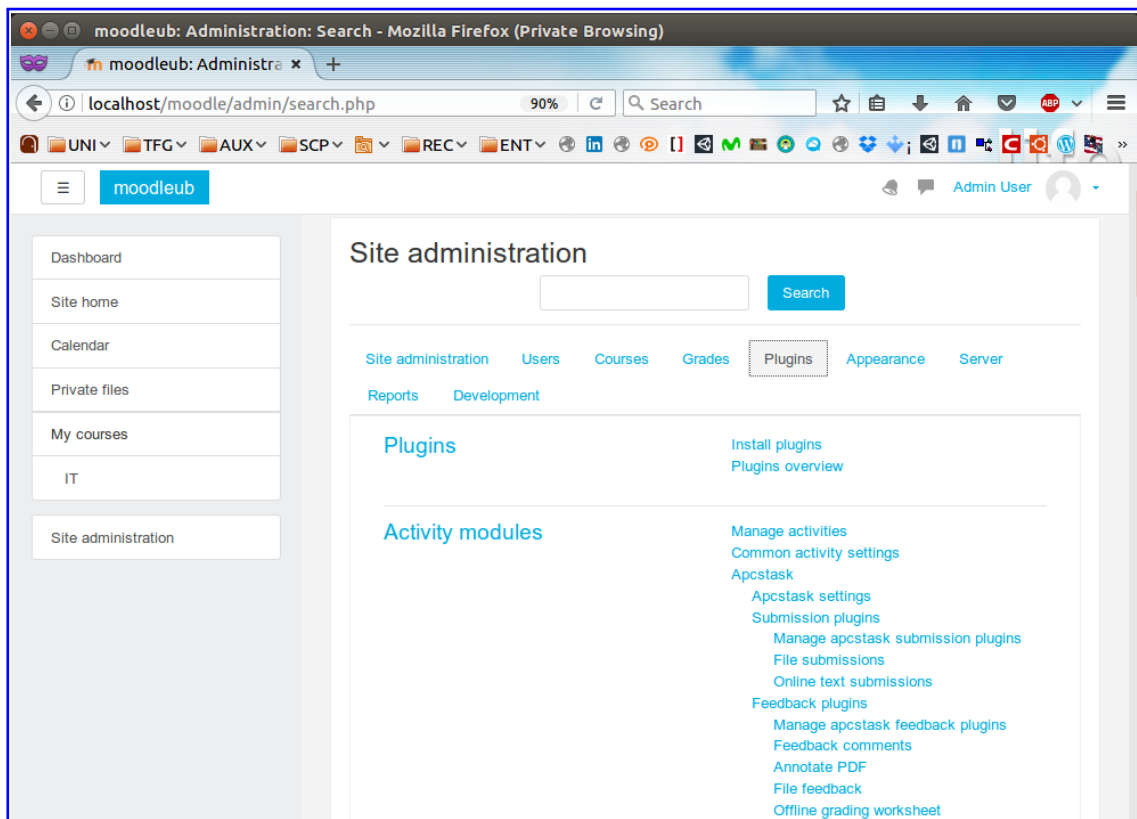 moodleub: Administration: Search - Mozilla Firefox (Private Browsing)
moodleub: Administra × +
localhost/moodle/admin/search.php 90% Search ABP
UNI TFG AUX SCP REC ENT
moodleub Admin User
Dashboard
Site home
Calendar
Private files
My courses
IT
Site administration
Site administration
Search
Site administration Users Courses Grades Plugins Appearance Server
Reports Development
Plugins Install plugins
Plugins overview
Activity modules Manage activities
Common activity settings
Apcstask
Apcstask settings
Submission plugins
Manage apcstask submission plugins
File submissions
Online text submissions
Feedback plugins
Manage apcstask feedback plugins
Feedback comments
Annotate PDF
File feedback
Offline grading worksheet